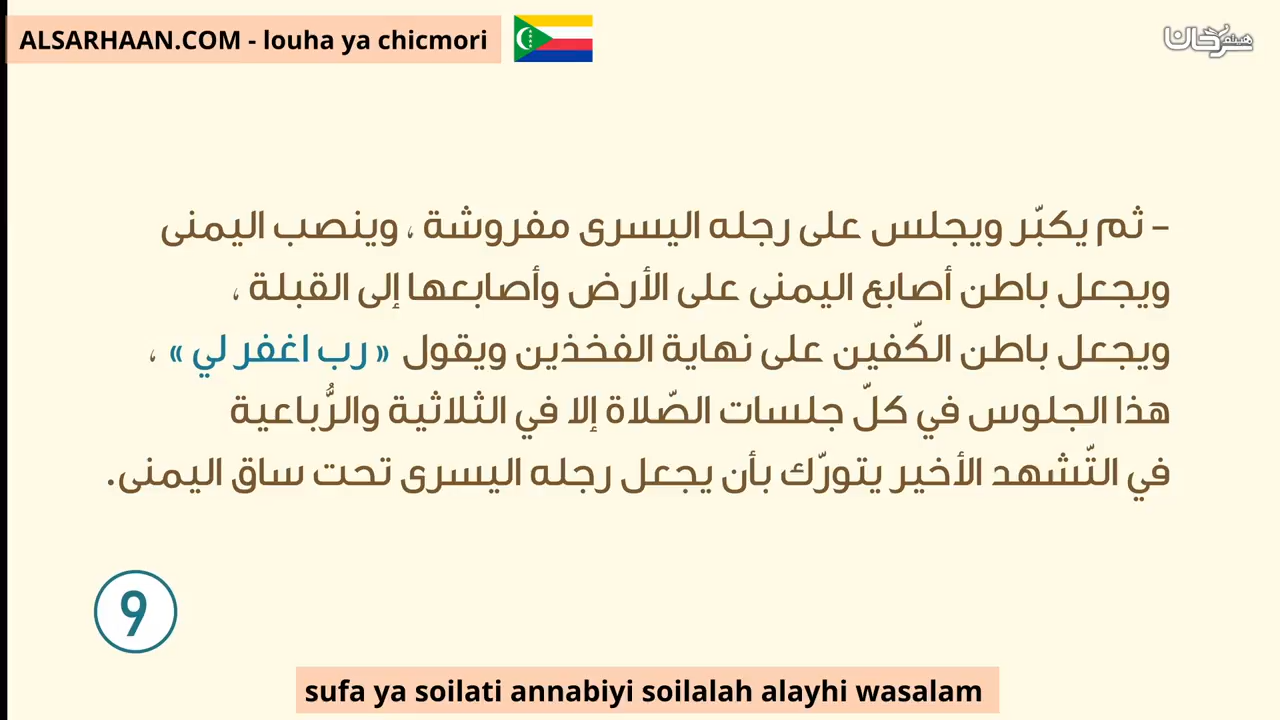 ALSARHAAN.COM - louha ya chicmori
هيثم سرحان
- ثم يكبّر ويجلس على رجله اليسرى مفروشة ، وينصب اليمنى
ويجعل باطن أصابع اليمنى على الأرض وأصابعها إلى القبلة ،
ويجعل باطن الكّفين على نهاية الفخذين ويقول « رب اغفر لي » ،
هذا الجلوس في كلّ جلسات الصّلاة إلا في الثلاثية والرُّباعية
في التّشهد الأخير يتورّك بأن يجعل رجله اليسرى تحت ساق اليمنى.
9
sufa ya soilati annabiyi soilalah alayhi wasalam